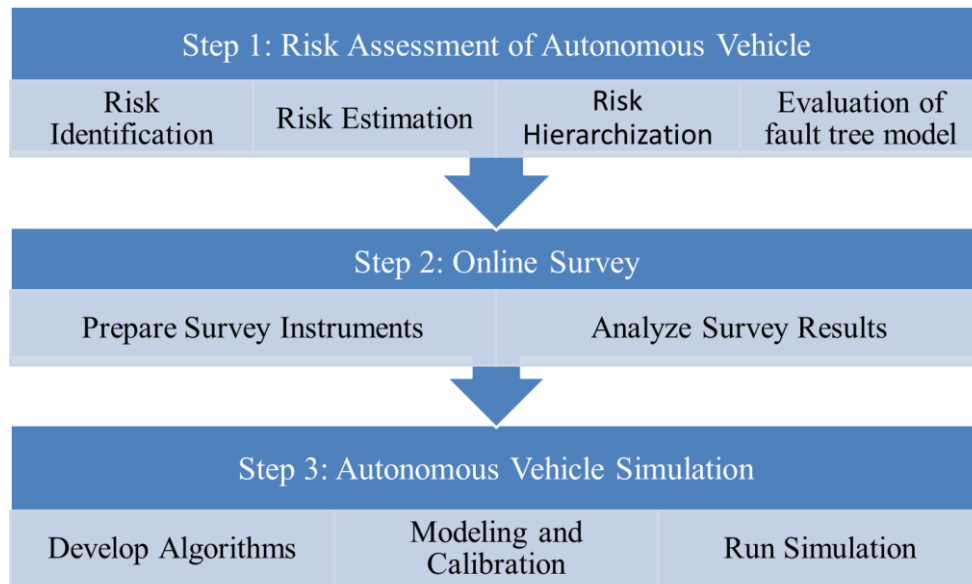 Step 1: Risk Assessment of Autonomous Vehicle
Risk
Identification
Risk Estimation
Risk
Hierarchization
Evaluation of
fault tree model
Step 2: Online Survey
Prepare Survey Instruments
Analyze Survey Results
Step 3: Autonomous Vehicle Simulation
Develop Algorithms
Modeling and
Calibration
Run Simulation